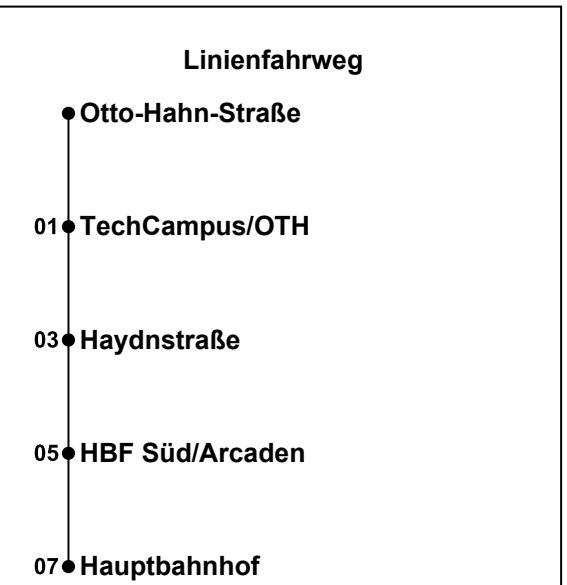 Linienfahrweg
Otto-Hahn-Straße
01 TechCampus/OTH
03 Haydnstraße
05 HBF Süd/Arcaden
07 Hauptbahnhof